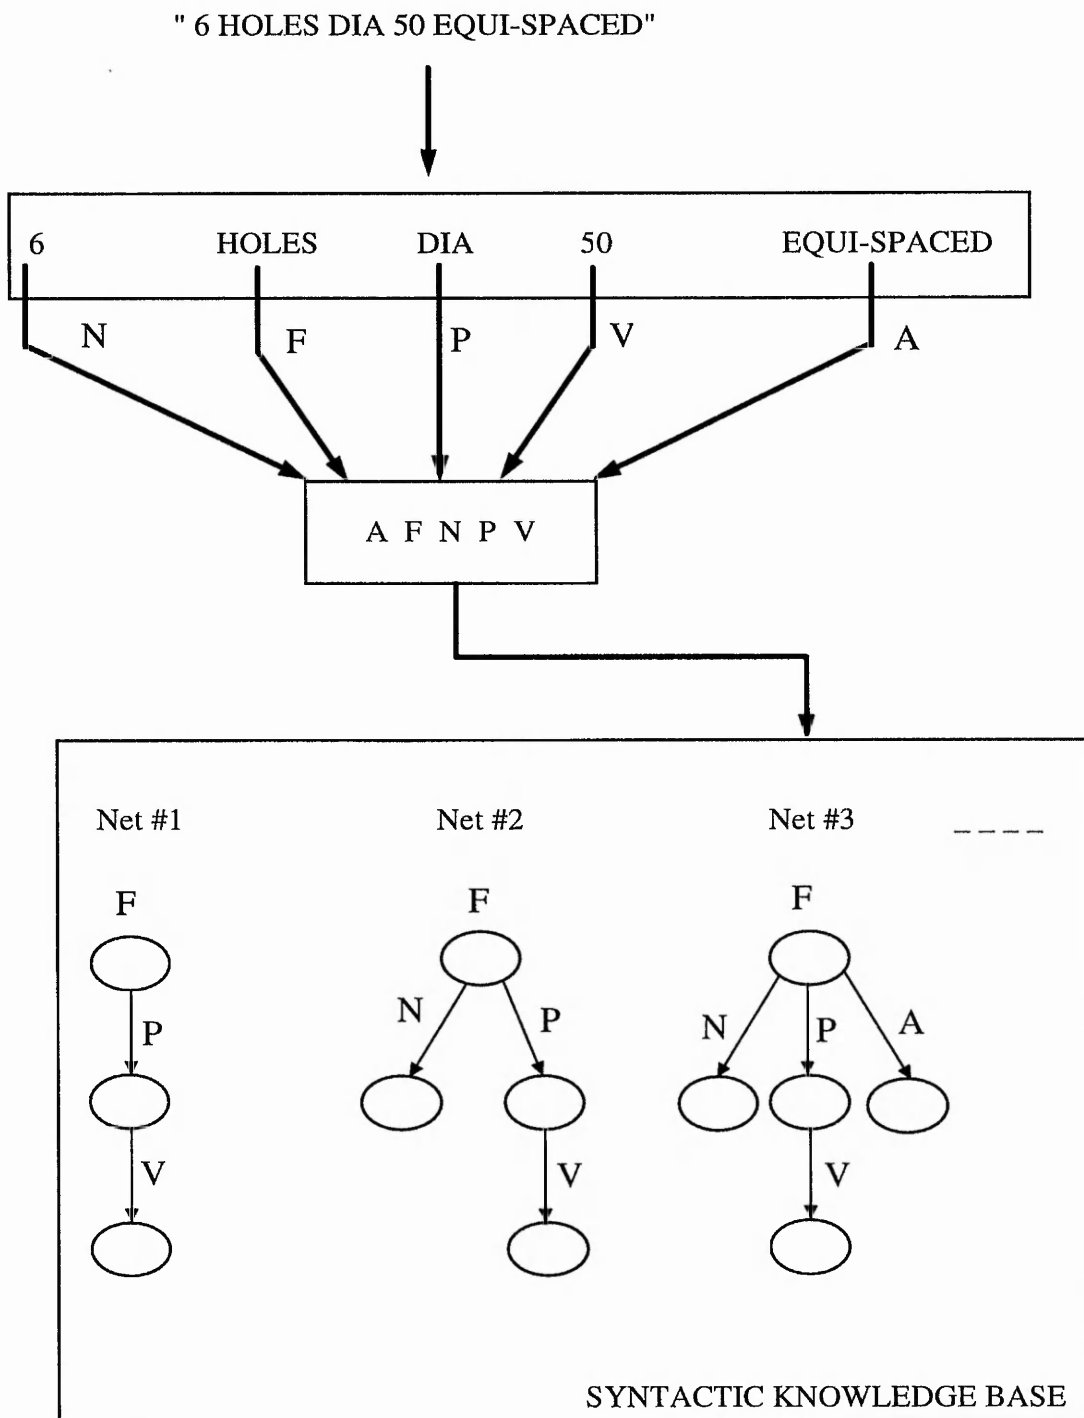 " 6 HOLES DIA 50 EQUI-SPACED"
6 HOLES DIA 50 EQUI-SPACED
N F P V A
A F N P V
Net #1 Net #2 Net #3 ----
F F F
N P N P A
P
V V V
SYNTACTIC KNOWLEDGE BASE